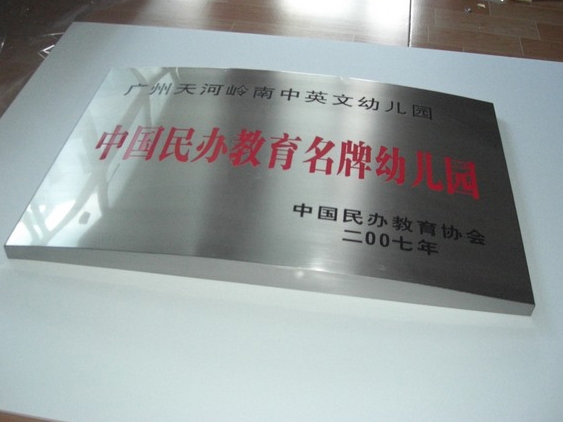 广州天河岭南中英文幼儿园
中国民办教育名牌幼儿园
中国民办教育协会
二00七年